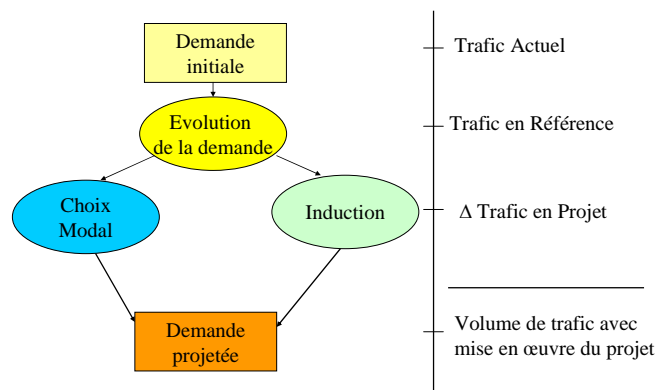 Demande
initiale
Trafic Actuel
Evolution
de la demande
Trafic en Référence
Choix
Modal
Induction
Δ Trafic en Projet
Demande
projetée
Volume de trafic avec
mise en œuvre du projet